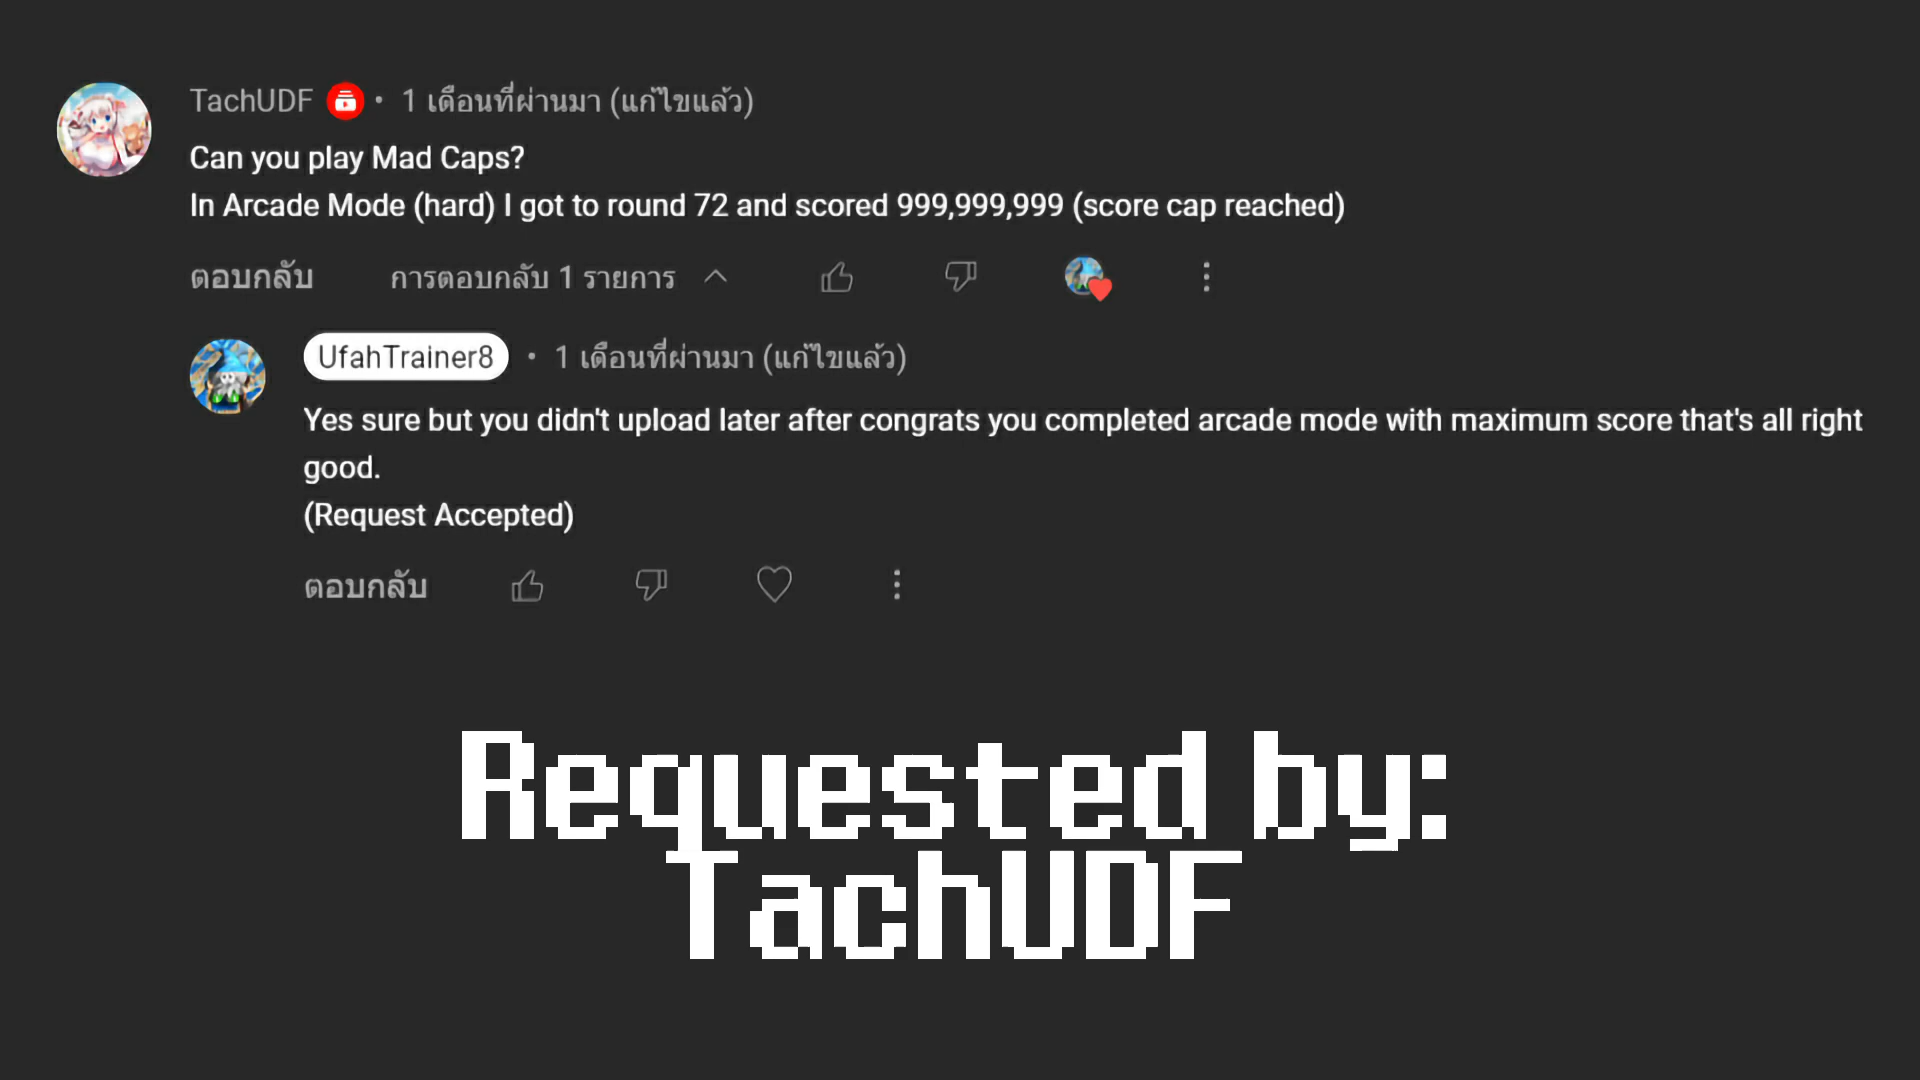 TachUDF • 1 เดือนที่ผ่านมา (แก้ไขแล้ว)
Can you play Mad Caps?
In Arcade Mode (hard) I got to round 72 and scored 999,999,999 (score cap reached)
ตอบกลับ การตอบกลับ 1 รายการ
UfahTrainer8 • 1 เดือนที่ผ่านมา (แก้ไขแล้ว)
Yes sure but you didn't upload later after congrats you completed arcade mode with maximum score that's all right
good.
(Request Accepted)
ตอบกลับ
Requested by:
TachUDF